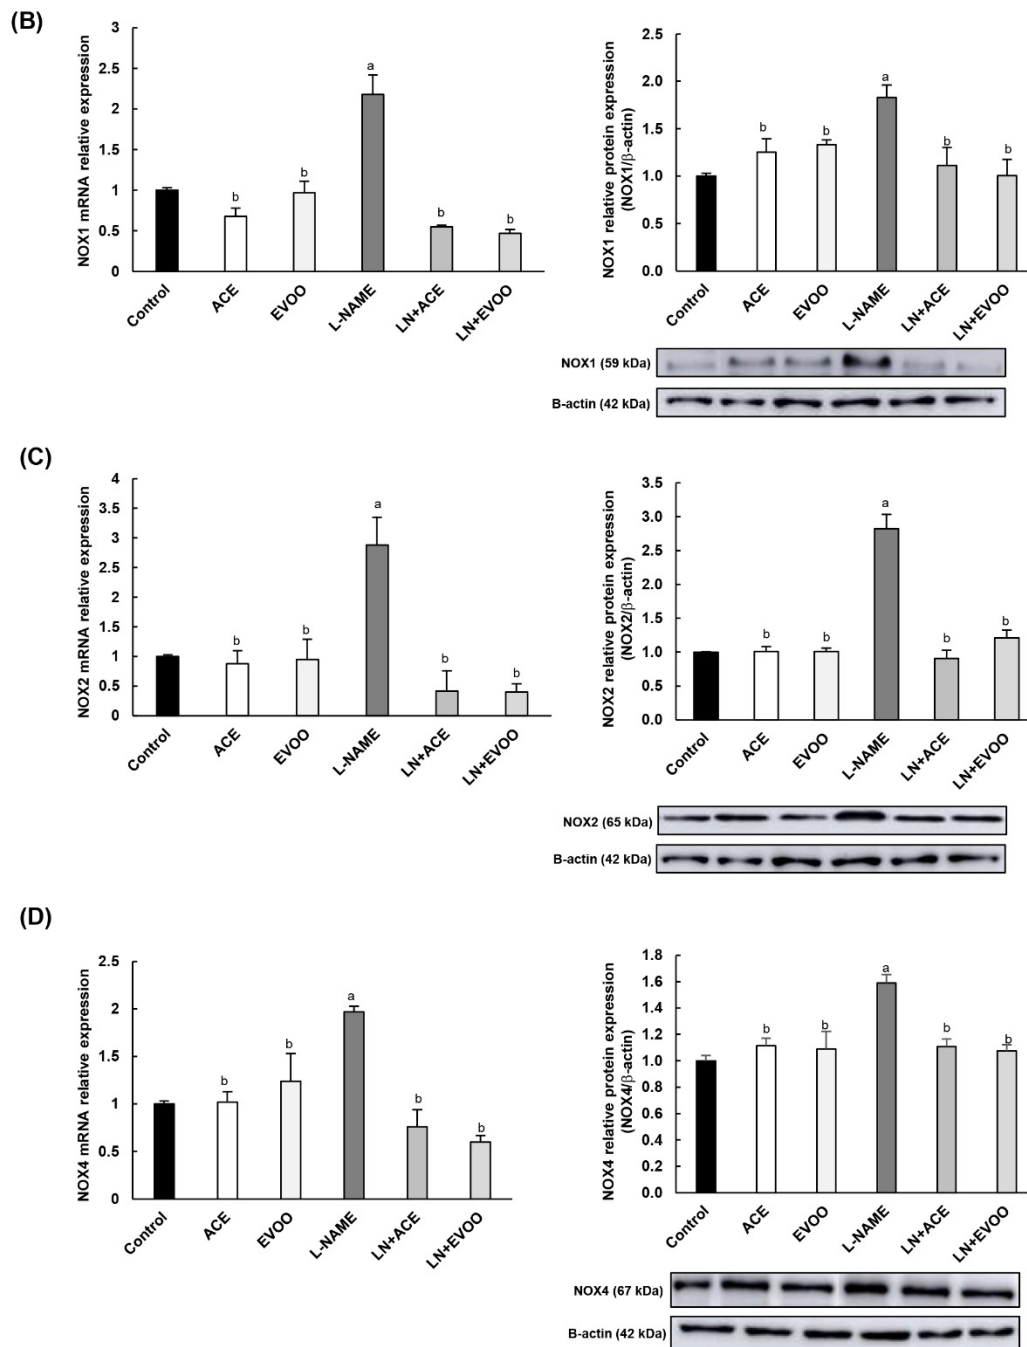 (B)
NOX1 mRNA relative expression
3
2.5
2
1.5
1
0.5
0
b
b
a
b
b
Control
ACE
EVOO
L-NAME
LN+ACE
LN+EVOO
NOX1 relative protein expression
(NOX1/β-actin)
2.5
2.0
1.5
1.0
0.5
0.0
b
b
a
b
b
Control
ACE
EVOO
L-NAME
LN+ACE
LN+EVOO
NOX1 (59 kDa)
B-actin (42 kDa)
(C)
NOX2 mRNA relative expression
4
3.5
3
2.5
2
1.5
1
0.5
0
b
b
a
b
b
Control
ACE
EVOO
L-NAME
LN+ACE
LN+EVOO
NOX2 relative protein expression
(NOX2/β-actin)
3.5
3.0
2.5
2.0
1.5
1.0
0.5
0.0
b
b
a
b
b
Control
ACE
EVOO
L-NAME
LN+ACE
LN+EVOO
NOX2 (65 kDa)
B-actin (42 kDa)
(D)
NOX4 mRNA relative expression
2.5
2
1.5
1
0.5
0
b
b
a
b
b
Control
ACE
EVOO
L-NAME
LN+ACE
LN+EVOO
NOX4 relative protein expression
(NOX4/β-actin)
1.8
1.6
1.4
1.2
1.0
0.8
0.6
0.4
0.2
0.0
b
b
a
b
b
Control
ACE
EVOO
L-NAME
LN+ACE
LN+EVOO
NOX4 (67 kDa)
B-actin (42 kDa)